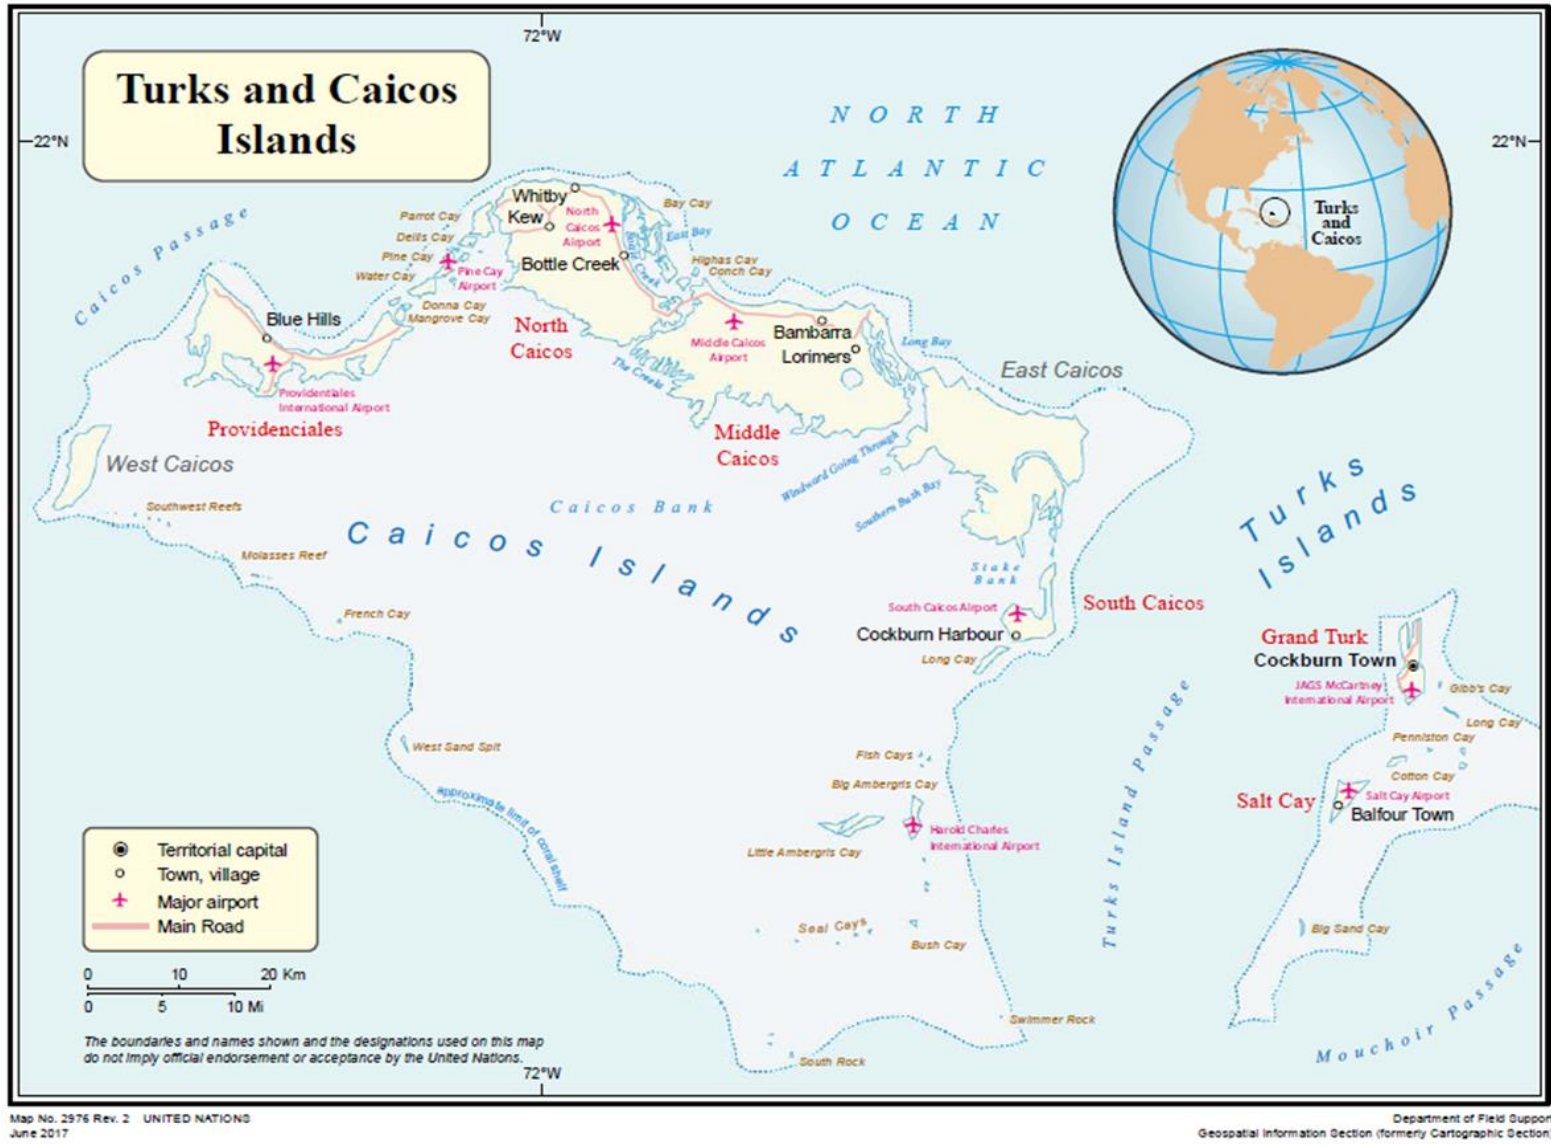 72°W
Turks and Caicos
Islands
22°N
22°N
NORTH
ATLANTIC
OCEAN
Turks
and
Caicos
Caicos Passage
Parrot Cay
Dellis Cay
Pine Cay
Water Cay
Pine Cay
Airport
Donna Cay
Mangrove Cay
Whitby
Kew
North
Caicos
Airport
Bottle Creek
Bottle Creek
Bay Cay
East Bay
Highas Cay
Conch Cay
Blue Hills
Providentiales
International Airport
Providenciales
North
Caicos
The Creeks
Middle Caicos
Airport
Bambarra
Lorimers
Long Bay
East Caicos
Middle
Caicos
Windward Going Through
Southern Bush Bay
West Caicos
Southwest Reefs
Molasses Reef
French Cay
Caicos Bank
Caicos Islands
Stake
Bank
South Caicos Airport
South Caicos
Cockburn Harbour
Long Cay
Turks
Islands
Grand Turk
Cockburn Town
JAGS McCartney
International Airport
Gibb's Cay
Long Cay
Penniston Cay
Cotton Cay
Salt Cay
Salt Cay Airport
Balfour Town
Big Sand Cay
Turks Island Passage
Mouchoir Passage
West Sand Spit
approximate limit of coral shelf
Fish Cays
Big Ambergris Cay
Harold Charles
International Airport
Little Ambergris Cay
Seal Cays
Bush Cay
Swimmer Rock
South Rock
Territorial capital
Town, village
Major airport
Main Road
0 10 20 Km
0 5 10 Mi
The boundaries and names shown and the designations used on this map
do not imply official endorsement or acceptance by the United Nations.
72°W
Map No. 2976 Rev. 2 UNITED NATIONS
June 2017
Department of Field Support
Geospatial Information Section (formerly Cartographic Section)